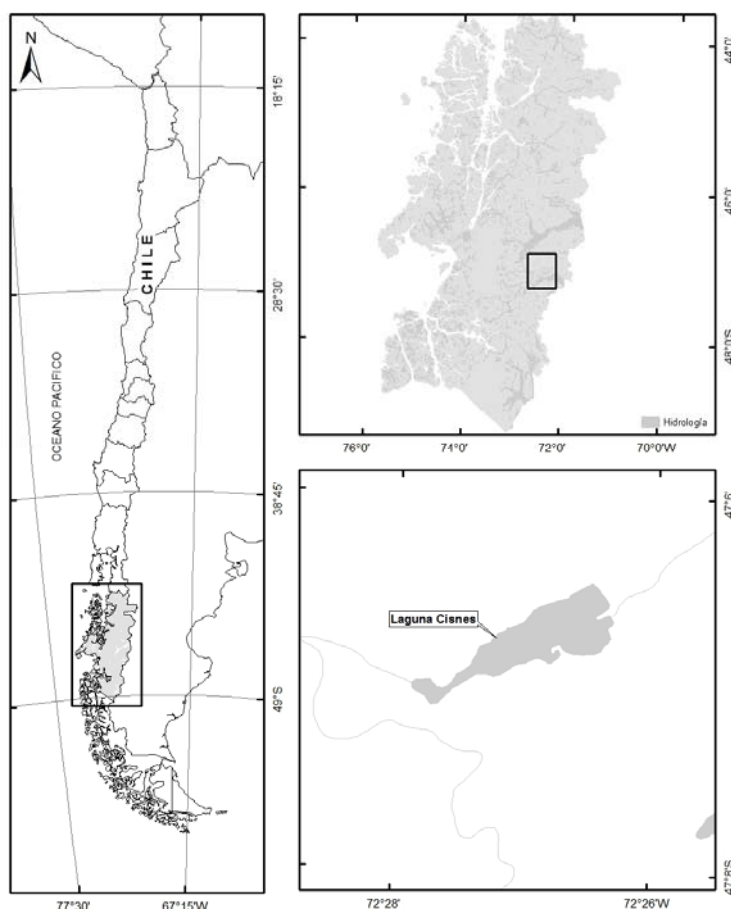 N
18°15'
CHILE
28°30'
OCEANO PACIFICO
38°45'
49°S
77°30'
67°15'W
44°0'
46°0'
48°0'S
Hidrología
76°0'
74°0'
72°0'
70°0'W
47°6'
Laguna Cisnes
47°8'S
72°28'
72°26'W